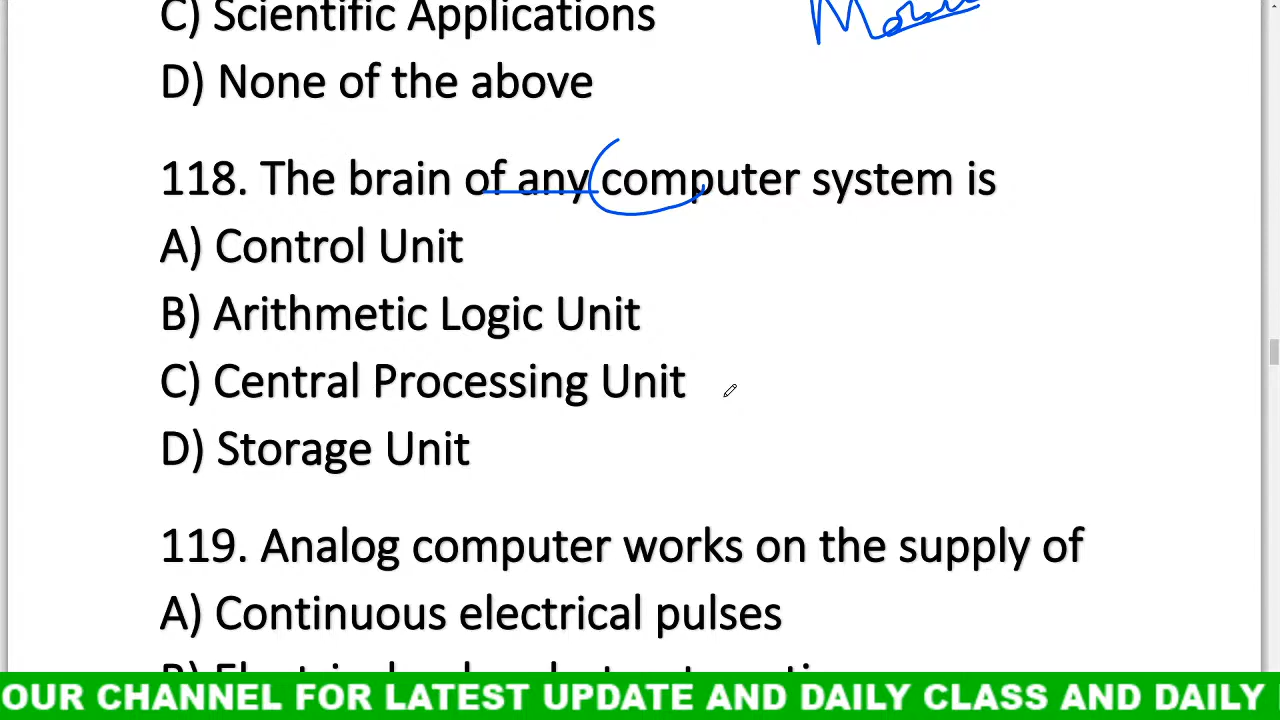 C) Scientific Applications
D) None of the above
118. The brain of any computer system is
A) Control Unit
B) Arithmetic Logic Unit
C) Central Processing Unit
D) Storage Unit
119. Analog computer works on the supply of
A) Continuous electrical pulses
OUR CHANNEL FOR LATEST UPDATE AND DAILY CLASS AND DAILY